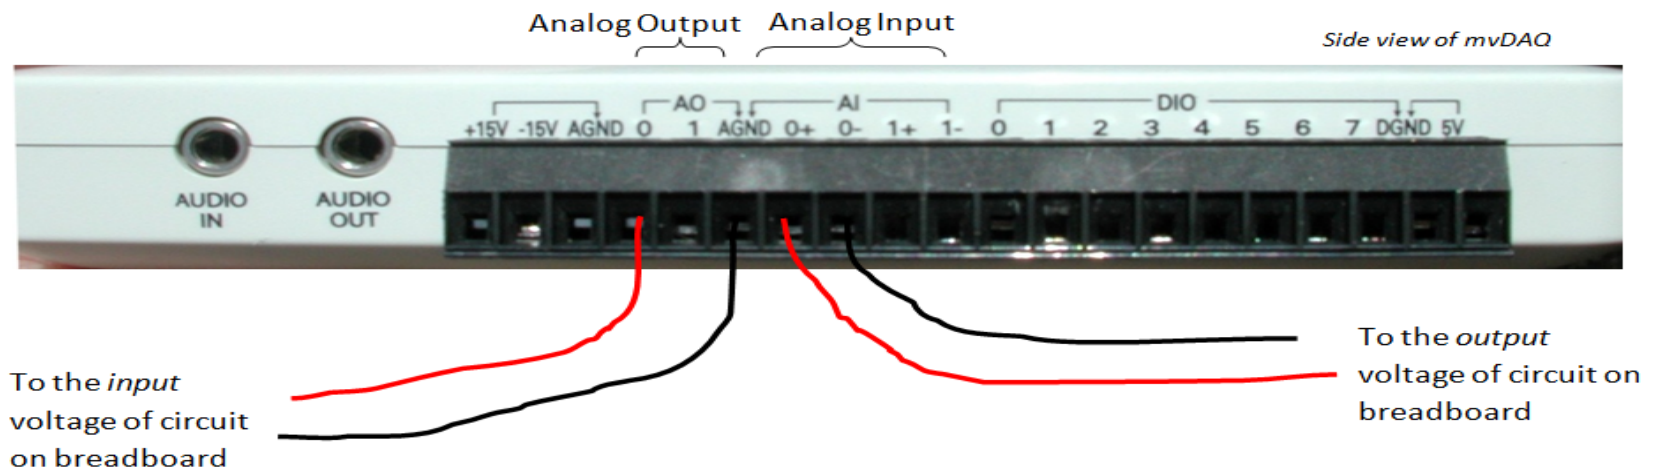 Analog Output Analog Input
Side view of mvDAQ
AO AI DIO
+15V -15V AGND 0 1 AGND 0+ 0- 1+ 1- 0 1 2 3 4 5 6 7 DGND 5V
AUDIO
IN
AUDIO
OUT
To the input
voltage of circuit
on breadboard
To the output
voltage of circuit on
breadboard